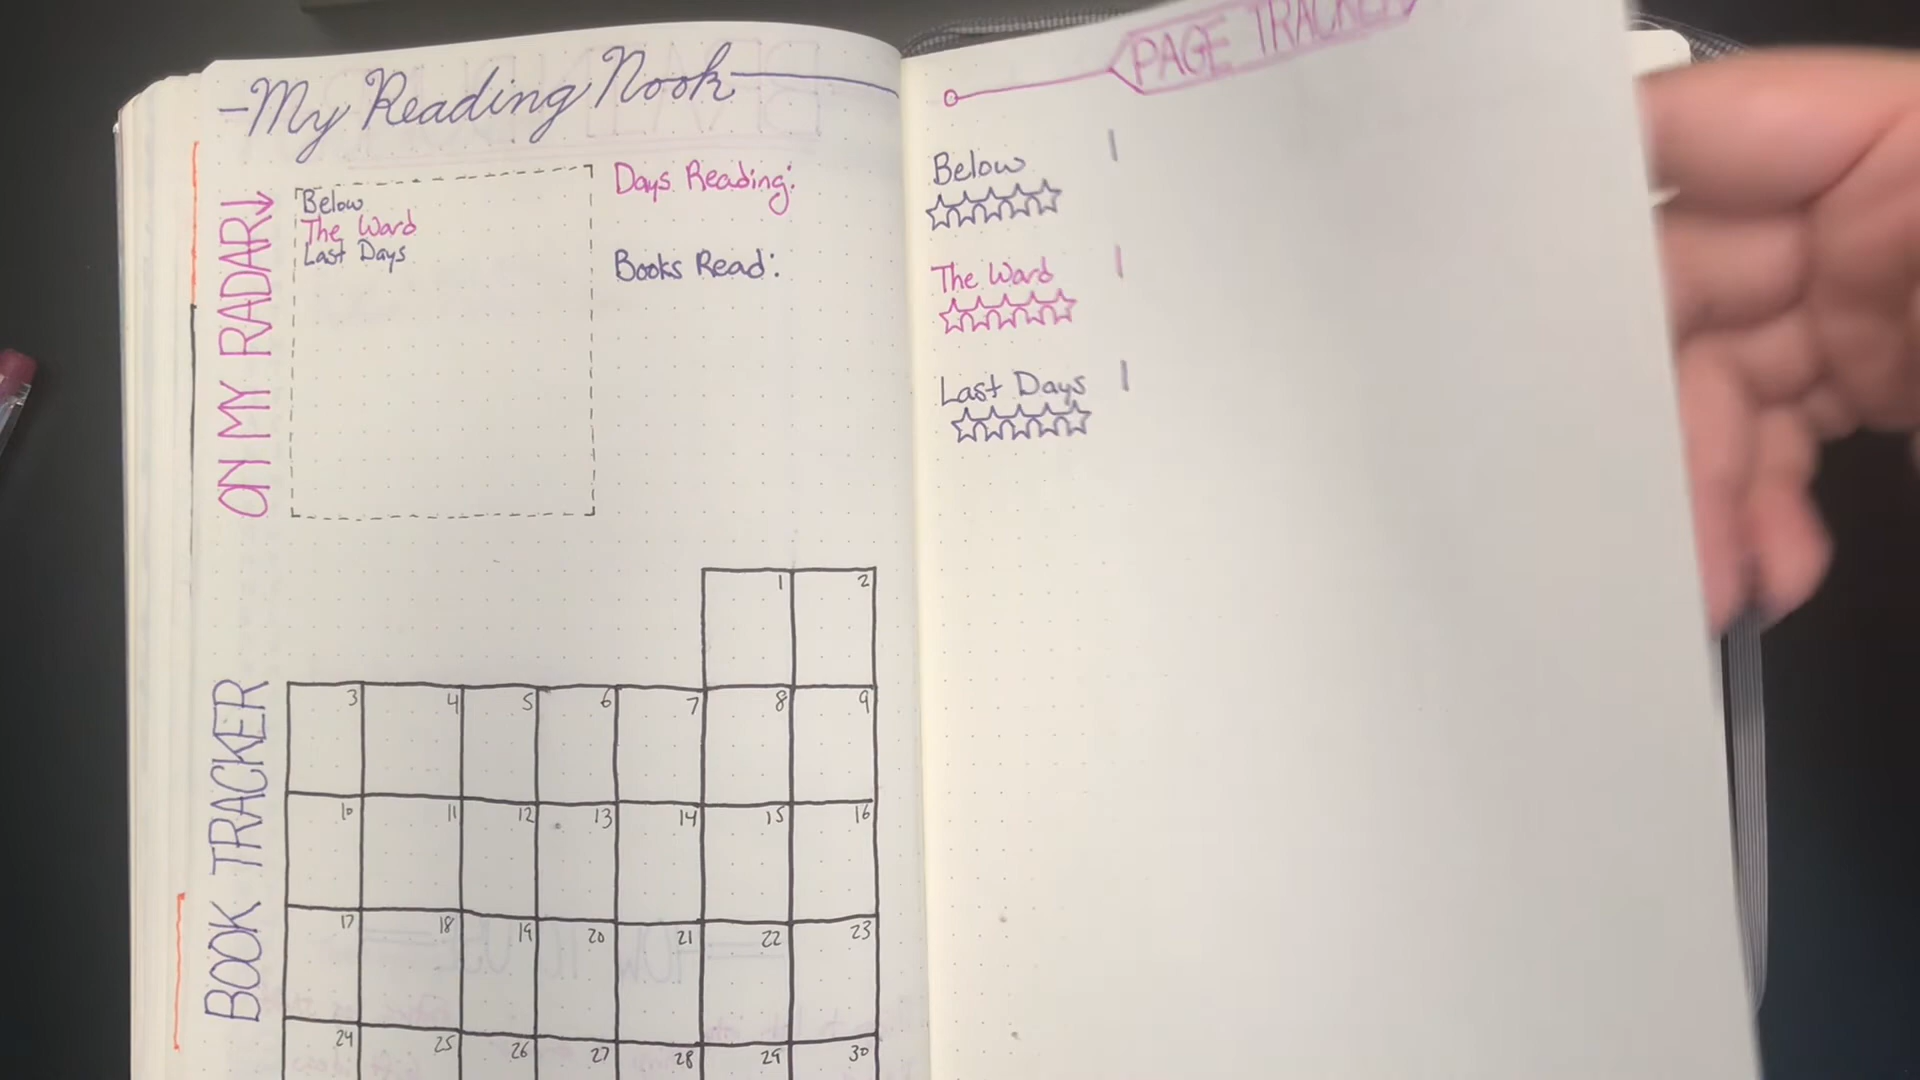 My Reading Nook
ON MY RADAR
Below
The Ward
Last Days
Days Reading:
Books Read:
BOOK TRACKER
1 2
3 4 5 6 7 8 9
10 11 12 13 14 15 16
17 18 19 20 21 22 23
24 25 26 27 28 29 30
PAGE TRACKER
Below
The Ward
Last Days